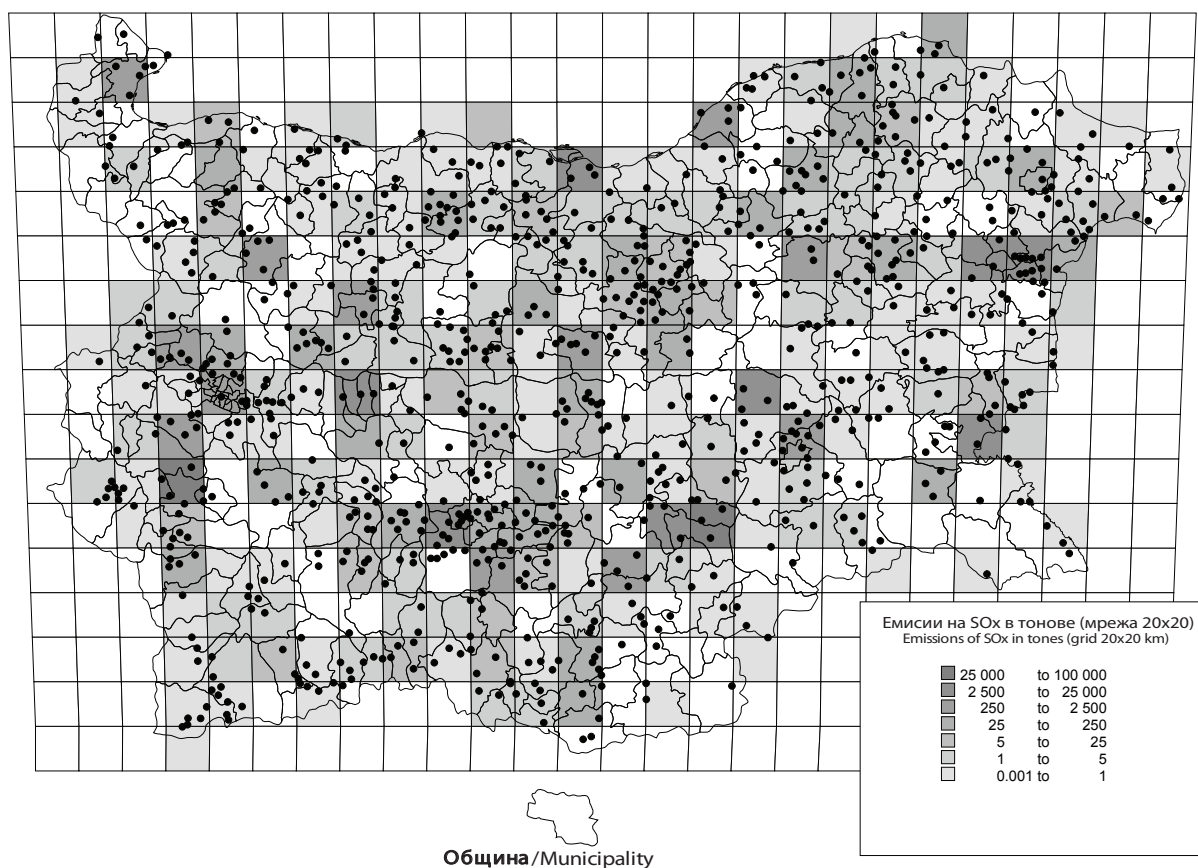 Емисии на SOx в тонове (мрежа 20x20)
Emissions of SOx in tones (grid 20x20 km)
25 000 to 100 000
2 500 to 25 000
250 to 2 500
25 to 250
5 to 25
1 to 5
0.001 to 1
Община/Municipality